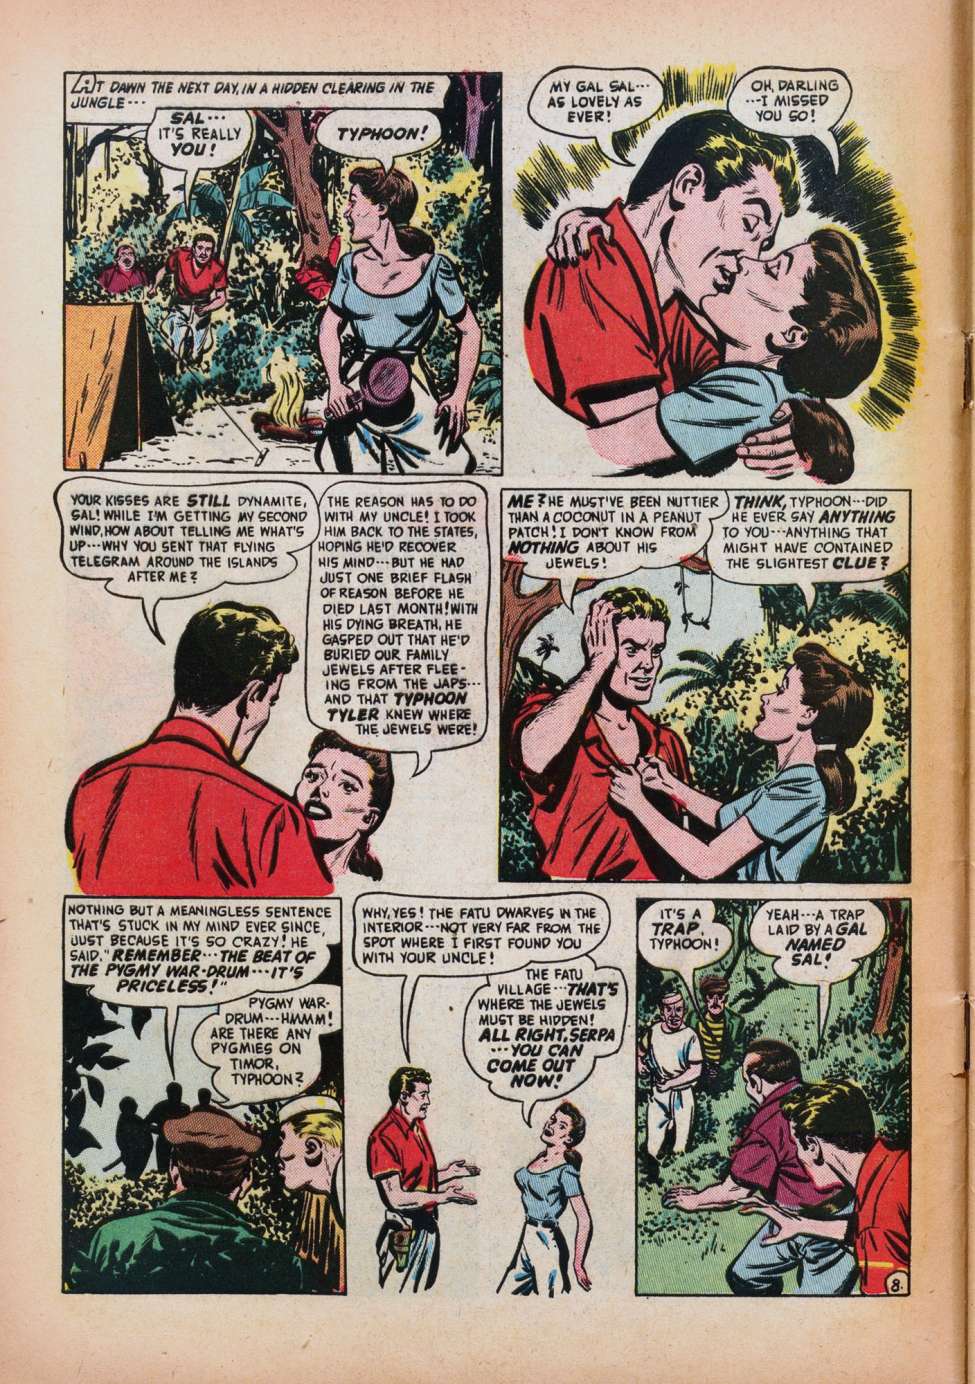 AT DAWN THE NEXT DAY, IN A HIDDEN CLEARING IN THE
JUNGLE---
SAL---
IT'S REALLY
YOU!
TYPHOON!
MY GAL SAL---
AS LOVELY AS
EVER!
OH, DARLING
---I MISSED
YOU SO!
YOUR KISSES ARE STILL DYNAMITE,
SAL! WHILE I'M GETTING MY SECOND
WIND, HOW ABOUT TELLING ME WHAT'S
UP---WHY YOU SENT THAT FLYING
TELEGRAM AROUND THE ISLANDS
AFTER ME?
THE REASON HAS TO DO
WITH MY UNCLE! I TOOK
HIM BACK TO THE STATES,
HOPING HE'D RECOVER
HIS MIND---BUT HE HAD
JUST ONE BRIEF FLASH
OF REASON BEFORE HE
DIED LAST MONTH! WITH
HIS DYING BREATH, HE
GASPED OUT THAT HE'D
BURIED OUR FAMILY
JEWELS AFTER FLEE-
ING FROM THE JAPS---
AND THAT TYPHOON
TYLER KNEW WHERE
THE JEWELS WERE!
ME? HE MUST'VE BEEN NUTTIER
THAN A COCONUT IN A PEANUT
PATCH! I DON'T KNOW FROM
NOTHING ABOUT HIS
JEWELS!
THINK, TYPHOON---DID
HE EVER SAY ANYTHING
TO YOU---ANYTHING THAT
MIGHT HAVE CONTAINED
THE SLIGHTEST CLUE?
NOTHING BUT A MEANINGLESS SENTENCE
THAT'S STUCK IN MY MIND EVER SINCE,
JUST BECAUSE IT'S SO CRAZY! HE
SAID, "REMEMBER---THE BEAT OF
THE PYGMY WAR-DRUM---IT'S
PRICELESS!"
PYGMY WAR-
DRUM---HMMM!
ARE THERE ANY
PYGMIES ON
TIMOR,
TYPHOON?
WHY, YES! THE FATU DWARVES IN THE
INTERIOR---NOT VERY FAR FROM THE
SPOT WHERE I FIRST FOUND YOU
WITH YOUR UNCLE!
THE FATU
VILLAGE---THAT'S
WHERE THE JEWELS
MUST BE HIDDEN!
ALL RIGHT, SERPA
---YOU CAN
COME OUT
NOW!
IT'S A
TRAP,
TYPHOON!
YEAH---A TRAP
LAID BY A GAL
NAMED
SAL!
8.